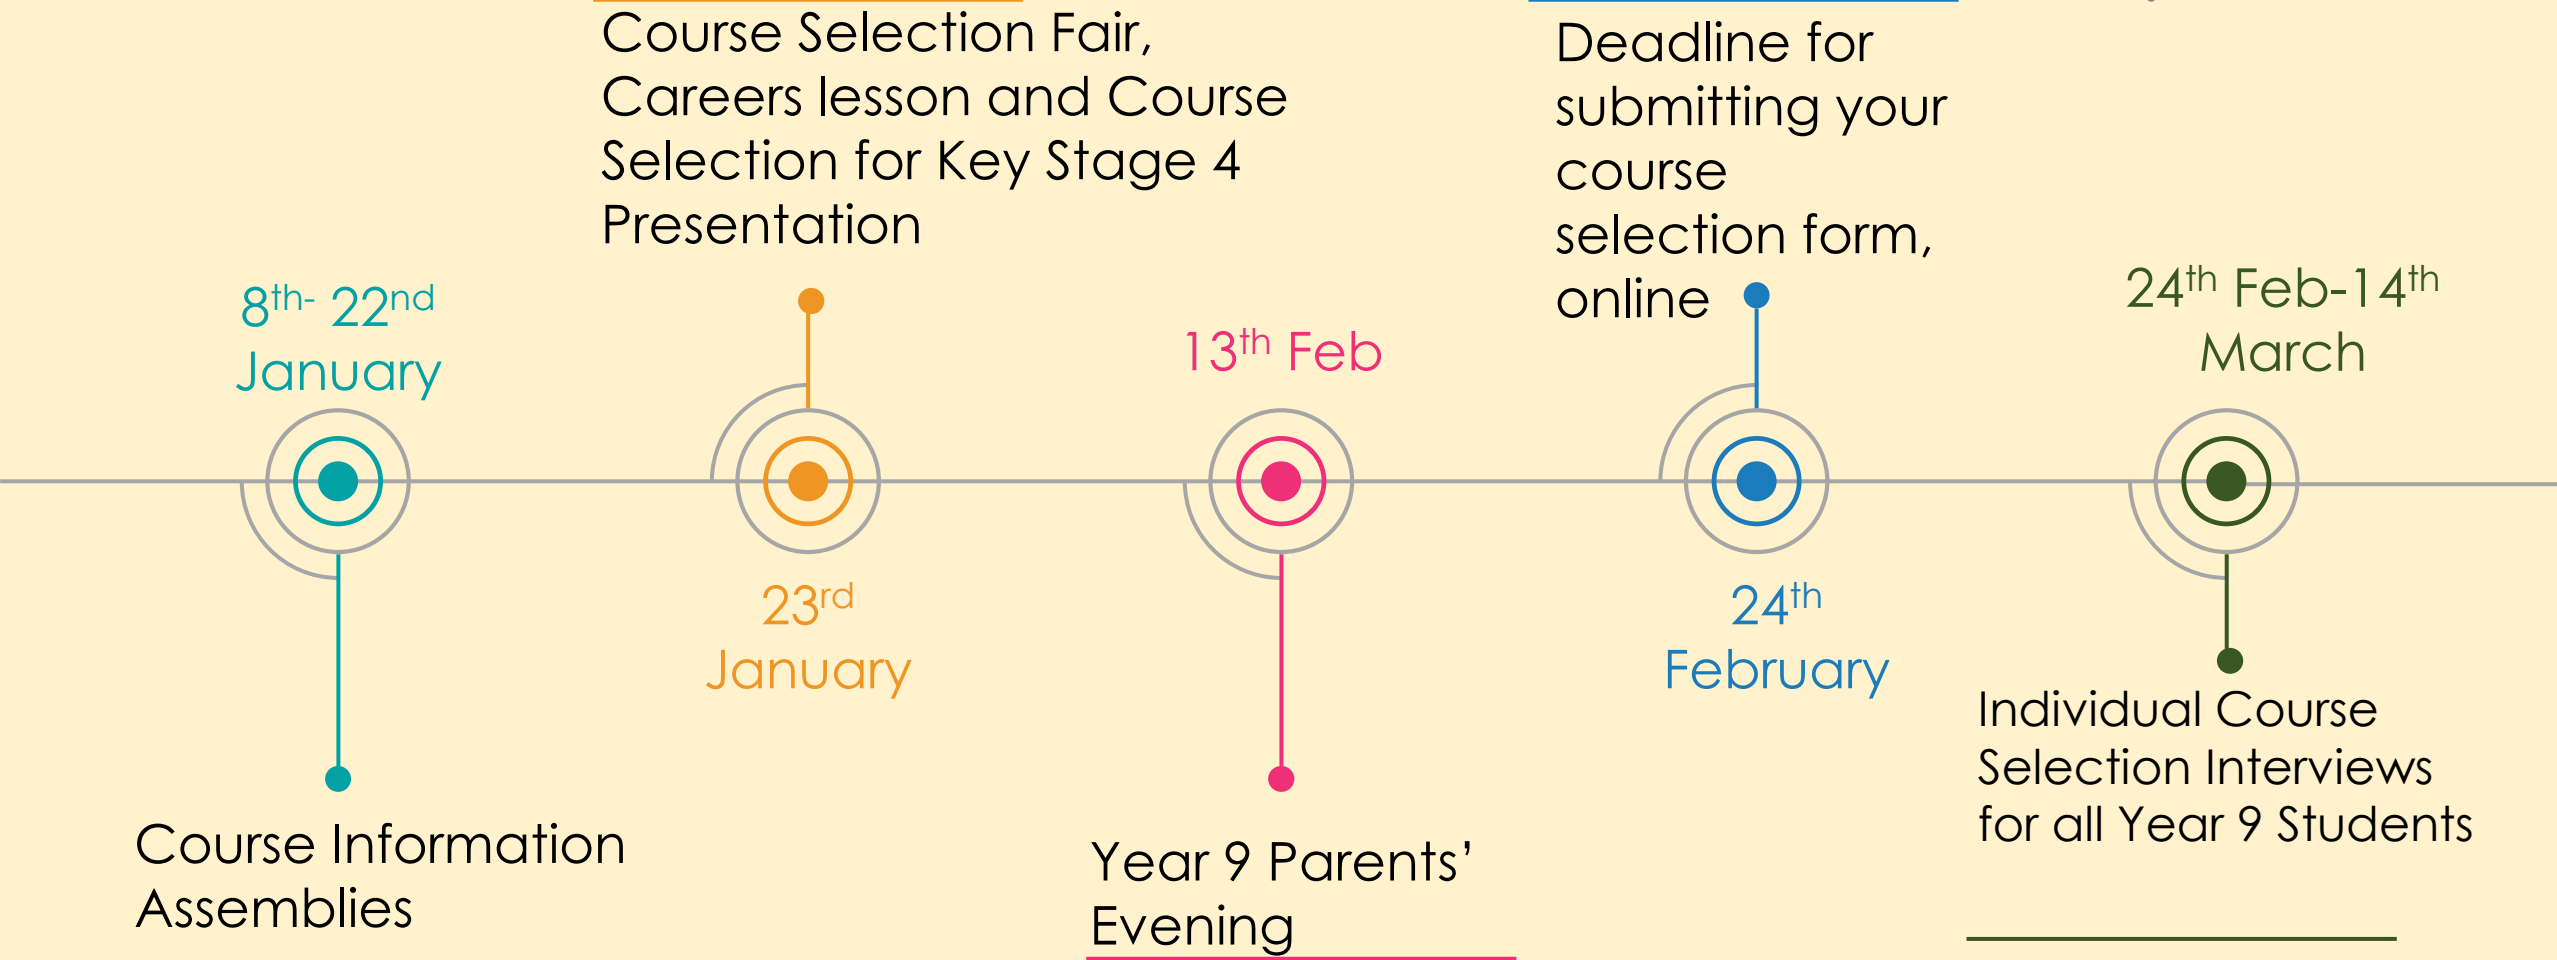 Course Selection Fair,
Careers lesson and Course
Selection for Key Stage 4
Presentation
Deadline for
submitting your
course
selection form,
online
8th- 22nd
January
13th Feb
24th Feb-14th
March
23rd
January
24th
February
Course Information
Assemblies
Year 9 Parents’
Evening
Individual Course
Selection Interviews
for all Year 9 Students